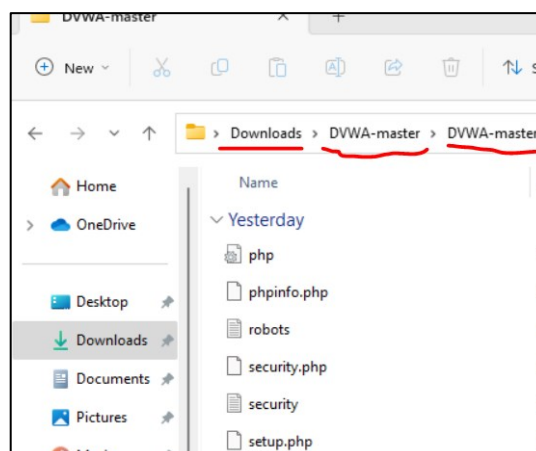 DVWA-master
New
Downloads > DVWA-master > DVWA-master
Home
Name
OneDrive
Yesterday
php
phpinfo.php
Desktop
robots
Downloads
security.php
Documents
security
Pictures
setup.php